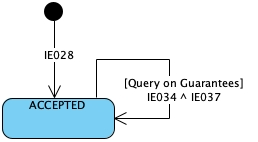 IE028
[Query on Guarantees]
IE034 ^ IE037
ACCEPTED